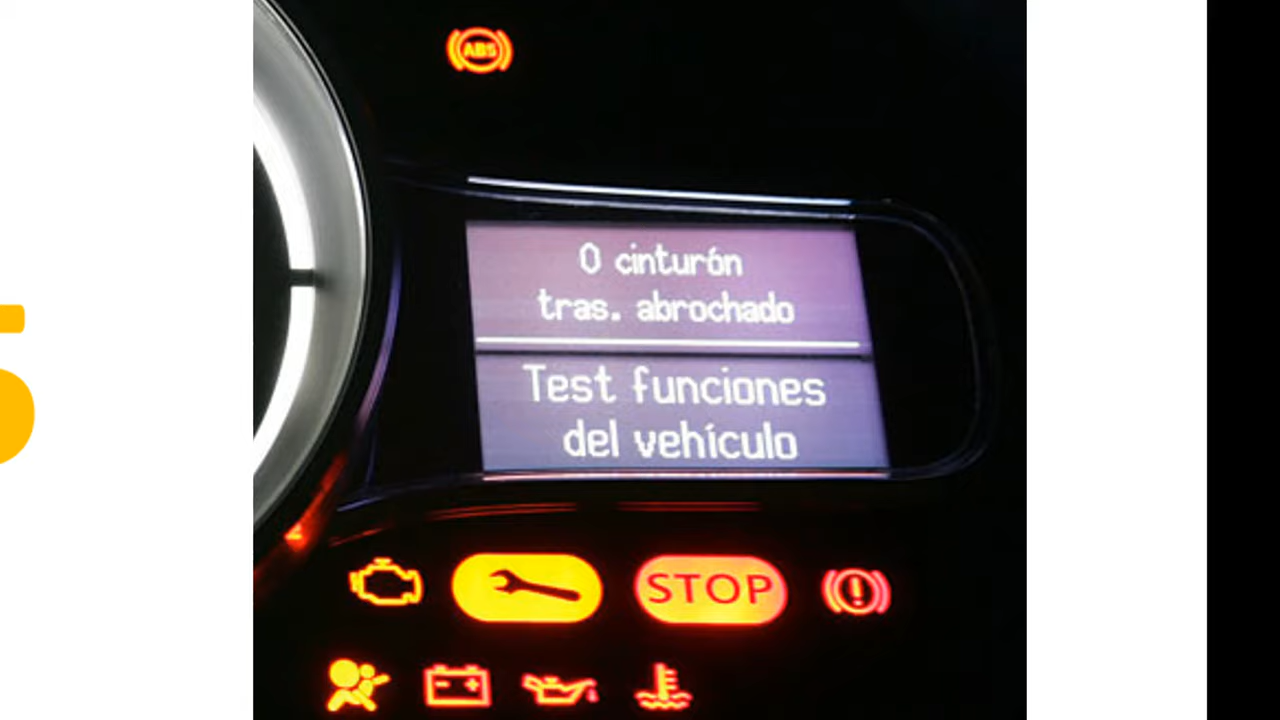 ABS
0 cinturón
tras. abrochado
Test funciones
del vehículo
STOP